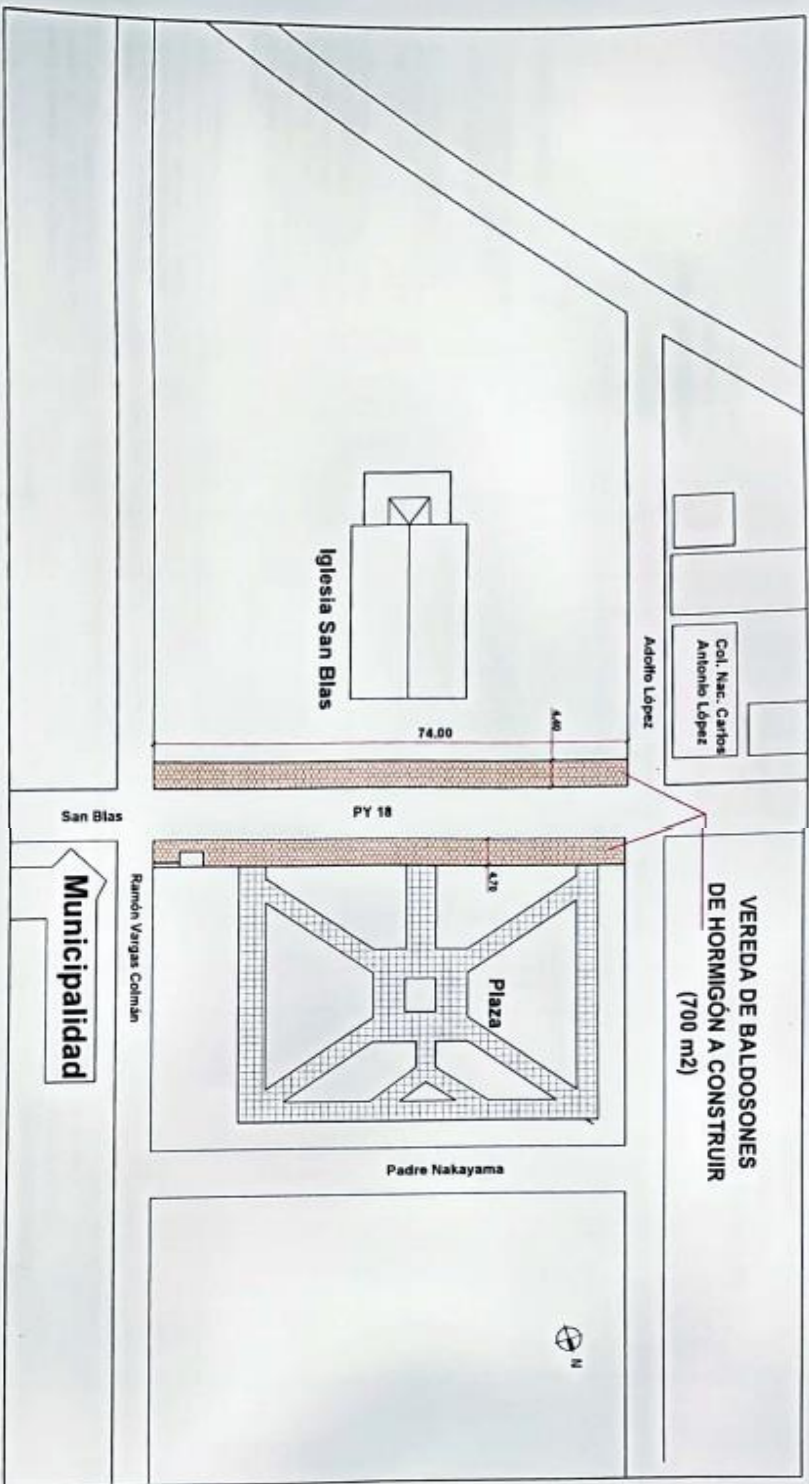 VEREDA DE BALDOSONES
DE HORMIGÓN A CONSTRUIR
(700 m2)
Col. Nac. Carlos
Antonio López
Adolfo López
Iglesia San Blas
74.00
4.40
PY 18
4.70
San Blas
Ramón Vargas Colmán
Municipalidad
Plaza
Padre Nakayama
N